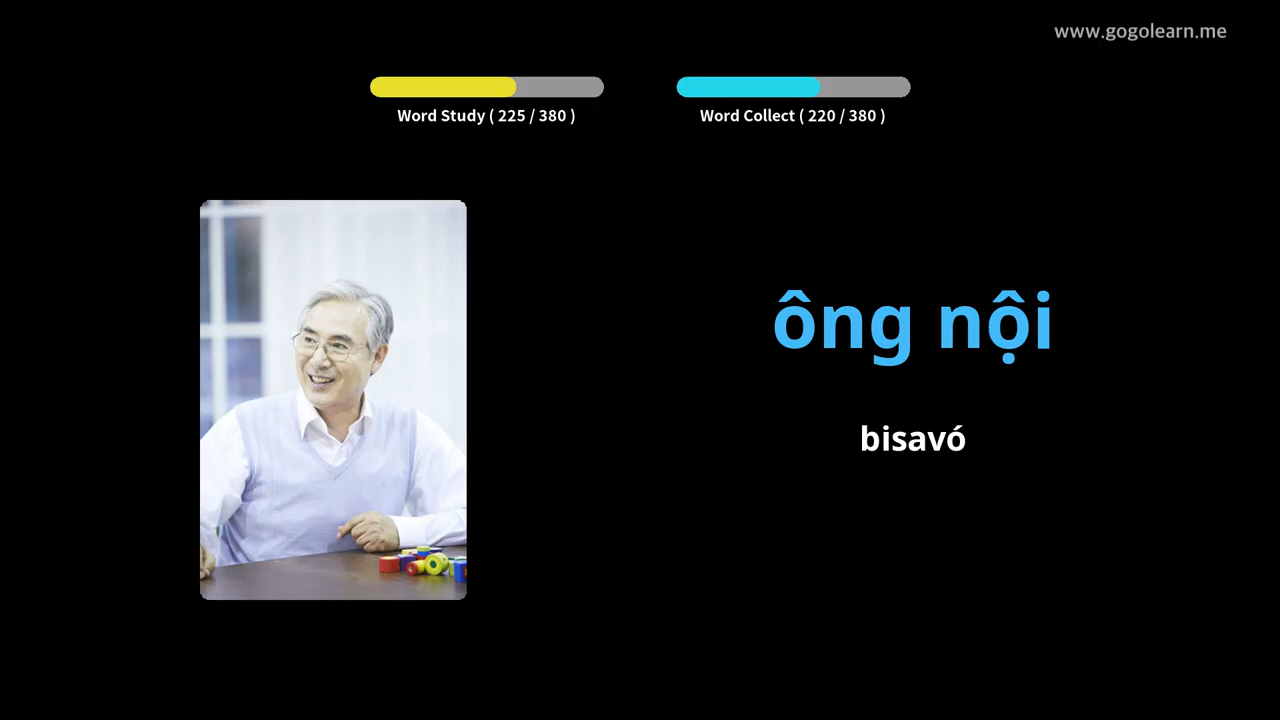 www.gogolearn.me
Word Study ( 225 / 380 )
Word Collect ( 220 / 380 )
ông nội
bisavó